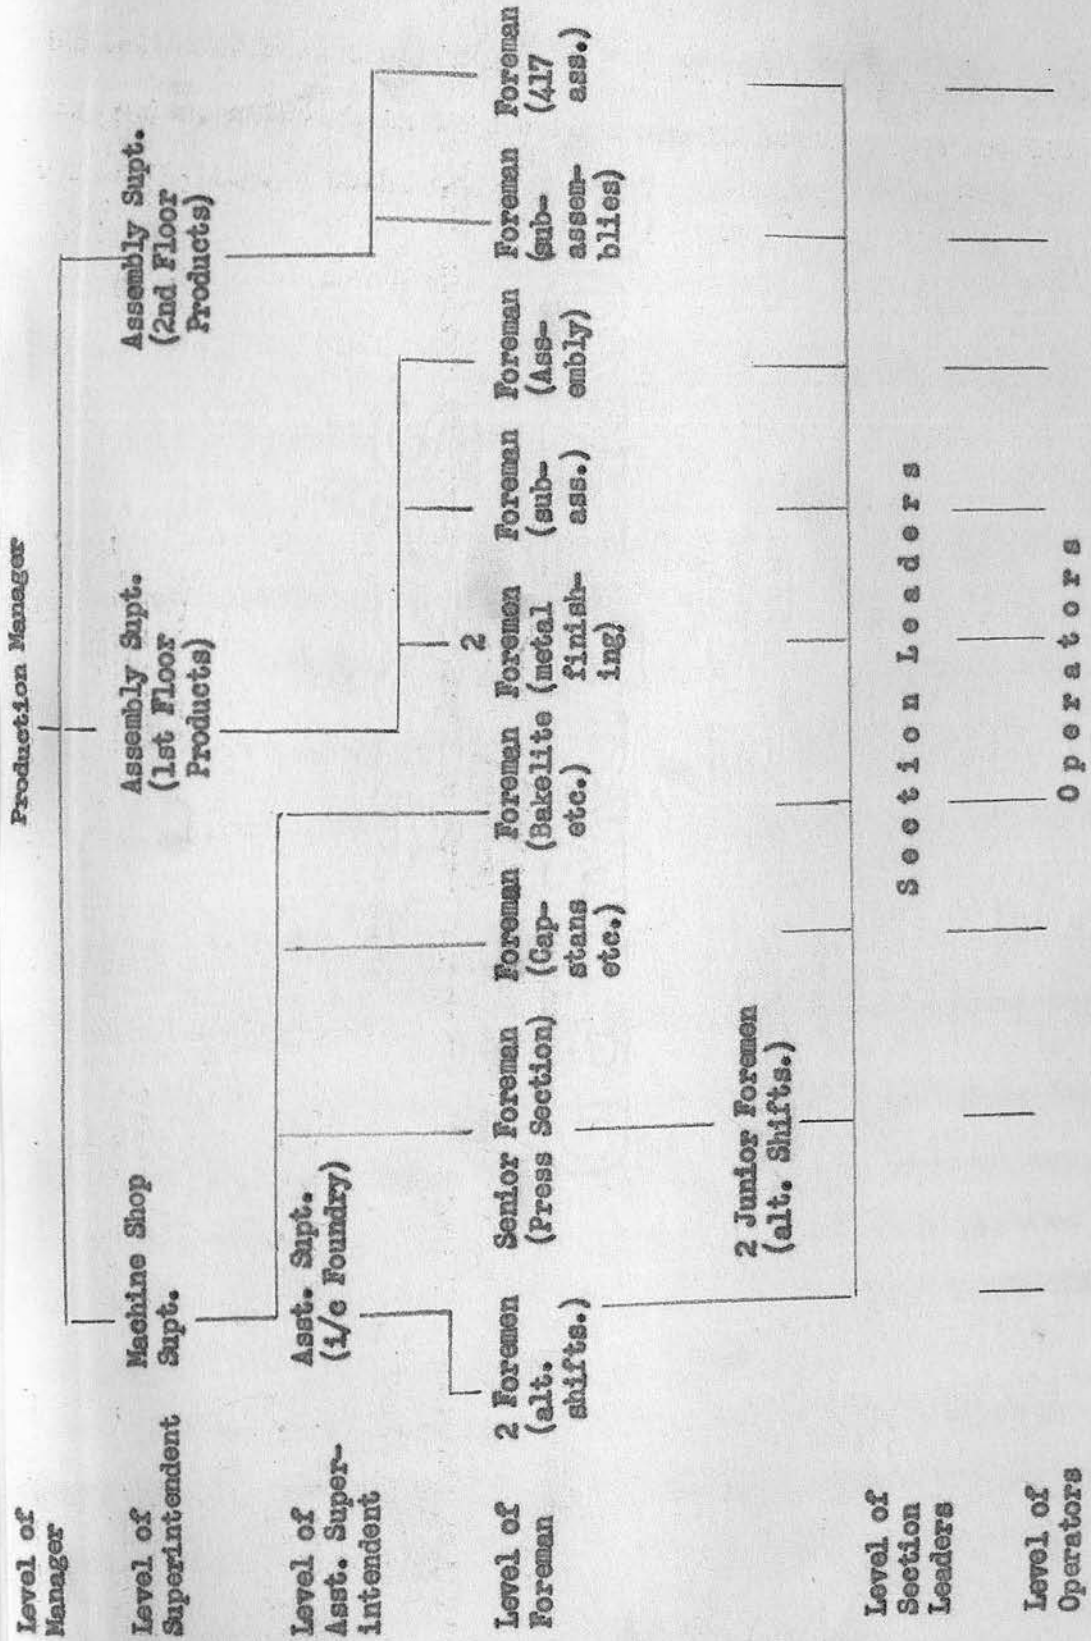 Production Manager
Level of
Manager
Level of
Superintendent
Machine Shop
Supt.
Assembly Supt.
(1st Floor
Products)
Assembly Supt.
(2nd Floor
Products)
Level of
Asst. Super-
intendent
Asst. Supt.
(i/c Foundry)
Level of
Foreman
2 Foremen
(alt.
shifts.)
Senior Foreman
(Press Section)
Foreman
(Cap-
stans
etc.)
Foreman
(Bakelite
etc.)
2
Foremen
(metal
finish-
ing)
Foreman
(sub-
ass.)
Foreman
(Ass-
embly)
Foreman
(sub-
assem-
blies)
Foreman
(417
ass.)
2 Junior Foremen
(alt. Shifts.)
Level of
Section
Leaders
Section Leaders
Level of
Operators
Operators